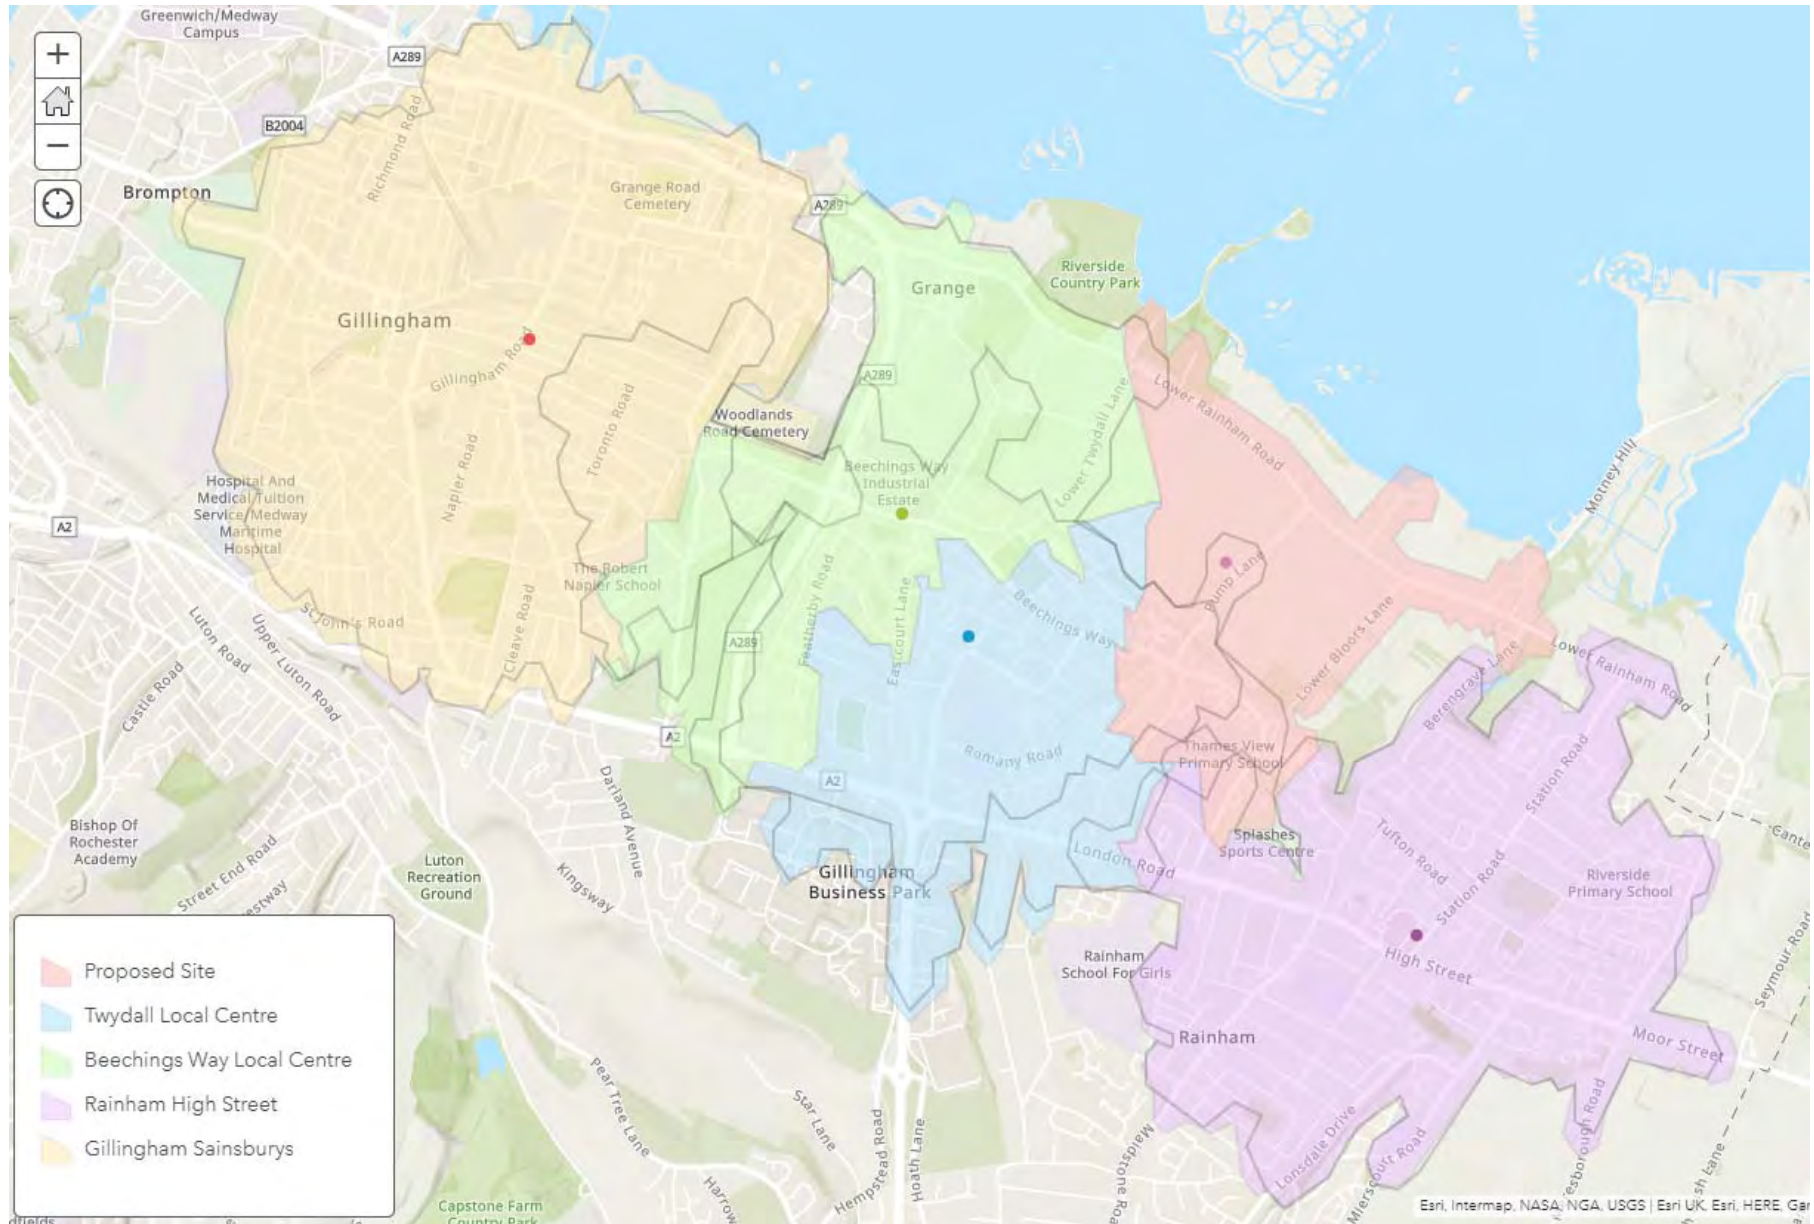 Greenwich/Medway
Campus
A289
B2004
Richmond Road
Brompton
Grange Road
Cemetery
A289
Grange
Riverside
Country Park
Gillingham
Gillingham Road
A289
Lower Twydall Lane
Lower Rainham Road
Toronto Road
Woodlands
Road Cemetery
Napier Road
Beechings Way
Industrial
Estate
Motney Hill
Hospital And
Medical/Tuition
Service/Medway
Maritime
Hospital
A2
The Robert
Napier School
Cleave Road
St John's Road
Luton Road
Upper Luton Road
Castle Road
Featherby Road
Eastcourt Lane
A289
Beechings Way
Pump Lane
Lower Bloors Lane
Berengrave Lane
Lower Rainham Road
A2
Romany Road
Thames View
Primary School
Station Road
A2
Darland Avenue
Bishop Of
Rochester
Academy
Street End Road
Luton
Recreation
Ground
Kingsway
Gillingham
Business Park
London Road
Splashes
Sports Centre
Tufton Road
Station Road
Riverside
Primary School
High Street
Rainham
School For Girls
Rainham
Moor Street
Seymour Road
Proposed Site
Twydall Local Centre
Beechings Way Local Centre
Rainham High Street
Gillingham Sainsburys
Pear Tree Lane
Star Lane
Hempstead Road
Hoath Lane
Lonsdale Drive
Capstone Farm
Country Park
Esri, Intermap, NASA, NGA, USGS | Esri UK, Esri, HERE, Gar